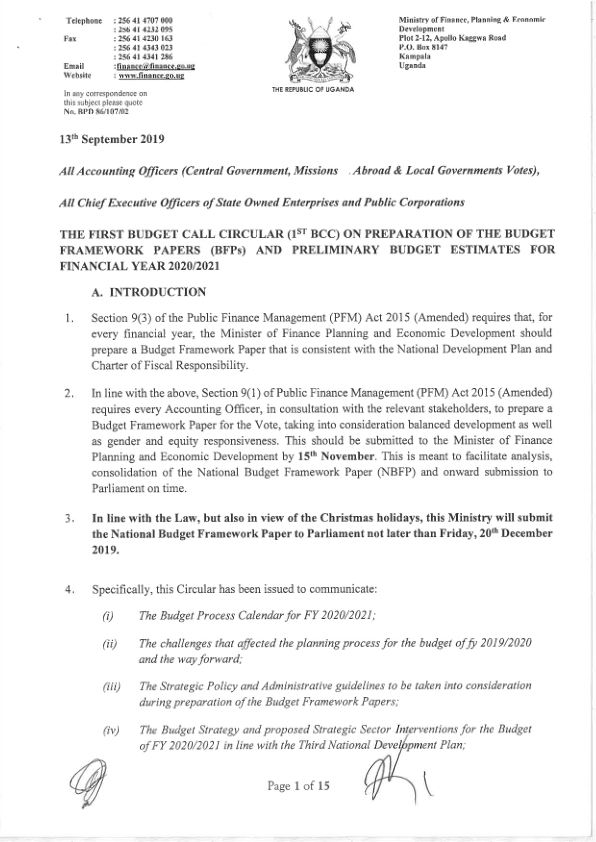 Telephone : 256 41 4707 000
: 256 41 4232 095
Fax : 256 41 4230 163
: 256 41 4343 023
: 256 41 4341 286
Email :finance@finance.go.ug
Website : www.finance.go.ug
In any correspondence on
this subject please quote
No. BPD 86/107/02
THE REPUBLIC OF UGANDA
Ministry of Finance, Planning & Economic
Development
Plot 2-12, Apollo Kaggwa Road
P.O. Box 8147
Kampala
Uganda
13th September 2019
All Accounting Officers (Central Government, Missions .Abroad & Local Governments Votes),
All Chief Executive Officers of State Owned Enterprises and Public Corporations
THE FIRST BUDGET CALL CIRCULAR (1ST BCC) ON PREPARATION OF THE BUDGET
FRAMEWORK PAPERS (BFPs) AND PRELIMINARY BUDGET ESTIMATES FOR
FINANCIAL YEAR 2020/2021
A. INTRODUCTION
1. Section 9(3) of the Public Finance Management (PFM) Act 2015 (Amended) requires that, for
every financial year, the Minister of Finance Planning and Economic Development should
prepare a Budget Framework Paper that is consistent with the National Development Plan and
Charter of Fiscal Responsibility.
2. In line with the above, Section 9(1) of Public Finance Management (PFM) Act 2015 (Amended)
requires every Accounting Officer, in consultation with the relevant stakeholders, to prepare a
Budget Framework Paper for the Vote, taking into consideration balanced development as well
as gender and equity responsiveness. This should be submitted to the Minister of Finance
Planning and Economic Development by 15th November. This is meant to facilitate analysis,
consolidation of the National Budget Framework Paper (NBFP) and onward submission to
Parliament on time.
3. In line with the Law, but also in view of the Christmas holidays, this Ministry will submit
the National Budget Framework Paper to Parliament not later than Friday, 20th December
2019.
4. Specifically, this Circular has been issued to communicate:
(i) The Budget Process Calendar for FY 2020/2021;
(ii) The challenges that affected the planning process for the budget of fy 2019/2020
and the way forward;
(iii) The Strategic Policy and Administrative guidelines to be taken into consideration
during preparation of the Budget Framework Papers;
(iv) The Budget Strategy and proposed Strategic Sector Interventions for the Budget
of FY 2020/2021 in line with the Third National Development Plan;
Page 1 of 15